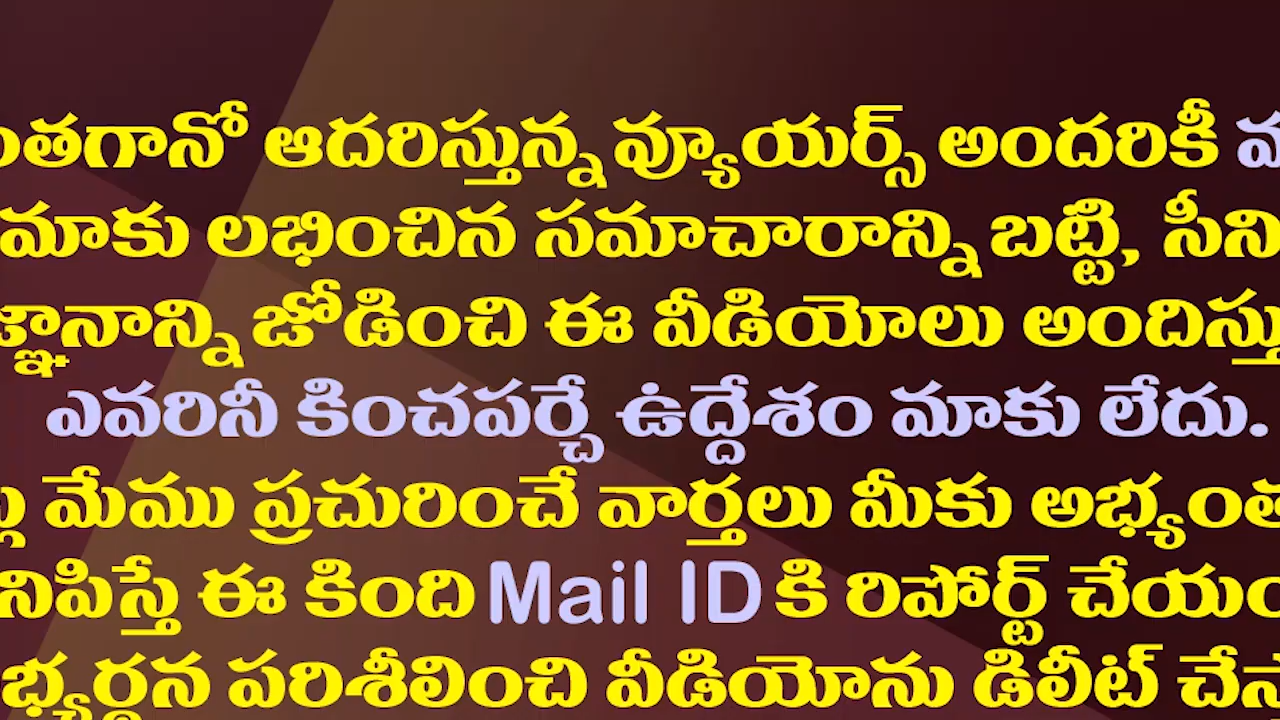 ంతగానో ఆదరిస్తున్న వ్యూయర్స్ అందరికీ
మాకు లభించిన సమాచారాన్ని బట్టి, సీని
జ్ఞానాన్ని జోడించి ఈ వీడియోలు అందిస్తు
ఎవరినీ కించపర్చే ఉద్దేశం మాకు లేదు.
మేము ప్రచురించే వార్తలు మీకు అభ్యంత
నిపిస్తే ఈ కింది Mail ID కి రిపోర్ట్ చేయం
భ్యర్థన పరిశీలించి వీడియోను డిలీట్ చేస